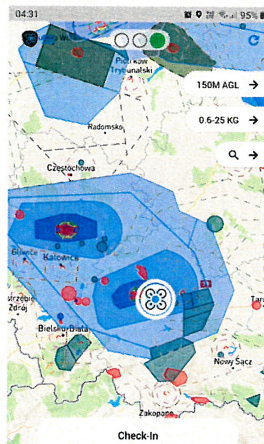 04:31
95%
Piotrków
Trybunalski
150M AGL
Radomsko
0.6-25 KG
Częstochowa
Gliwice
Katowice
Zdrój
Bielsko-Biała
Nowy Sącz
Zakopane
Check-In